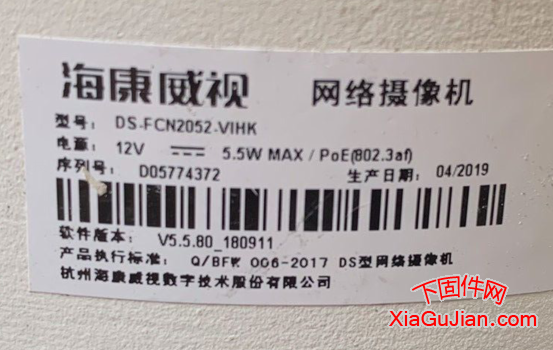 海康威视 网络摄像机
型号: DS-FCN2052-VIHK
电源: 12V 5.5W MAX / PoE(802.3af)
序列号: D05774372 生产日期: 04/2019
软件版本: V5.5.80_180911
产品执行标准: Q/BFW 006-2017 DS型网络摄像机
杭州海康威视数字技术股份有限公司
下固件网
XiaGuJian.com